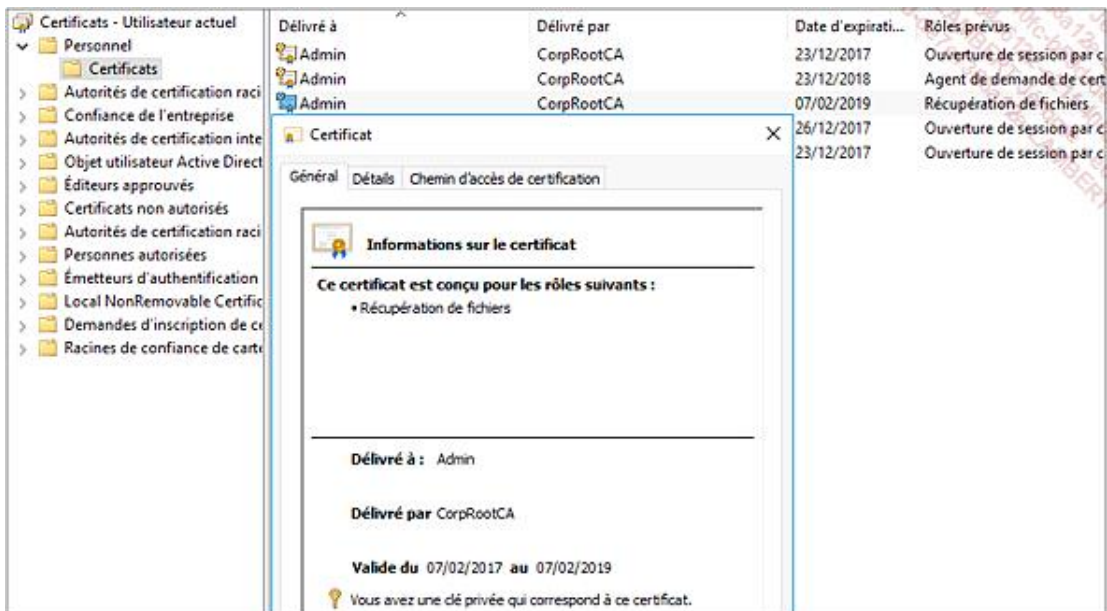 Certificats - Utilisateur actuel
Personnel
Certificats
Autorités de certification raci
Confiance de l'entreprise
Autorités de certification inte
Objet utilisateur Active Direct
Éditeurs approuvés
Certificats non autorisés
Autorités de certification raci
Personnes autorisées
Émetteurs d'authentification
Local NonRemovable Certific
Demandes d'inscription de ce
Racines de confiance de carte
Délivré à Délivré par Date d'expirati... Rôles prévus
Admin CorpRootCA 23/12/2017 Ouverture de session par c
Admin CorpRootCA 23/12/2018 Agent de demande de cert
Admin CorpRootCA 07/02/2019 Récupération de fichiers
26/12/2017 Ouverture de session par c
23/12/2017 Ouverture de session par c
Certificat
Général Détails Chemin d'accès de certification
Informations sur le certificat
Ce certificat est conçu pour les rôles suivants :
• Récupération de fichiers
Délivré à : Admin
Délivré par CorpRootCA
Valide du 07/02/2017 au 07/02/2019
Vous avez une clé privée qui correspond à ce certificat.